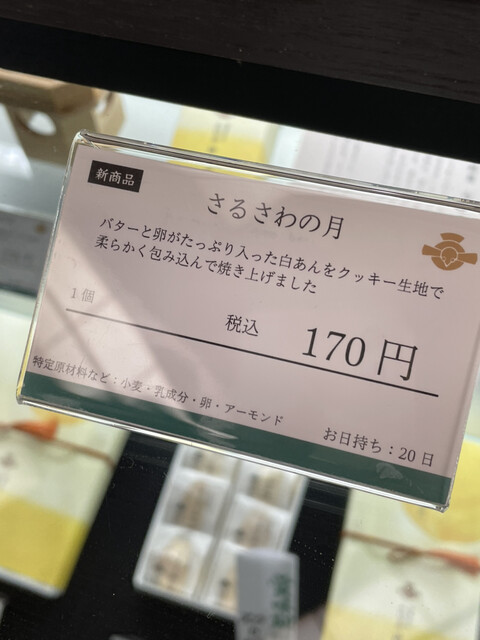 新商品
さるさわの月
バターと卵がたっぷり入った白あんをクッキー生地で
柔らかく包み込んで焼き上げました
1個
税込 170円
特定原材料など：小麦・乳成分・卵・アーモンド
お日持ち：20日